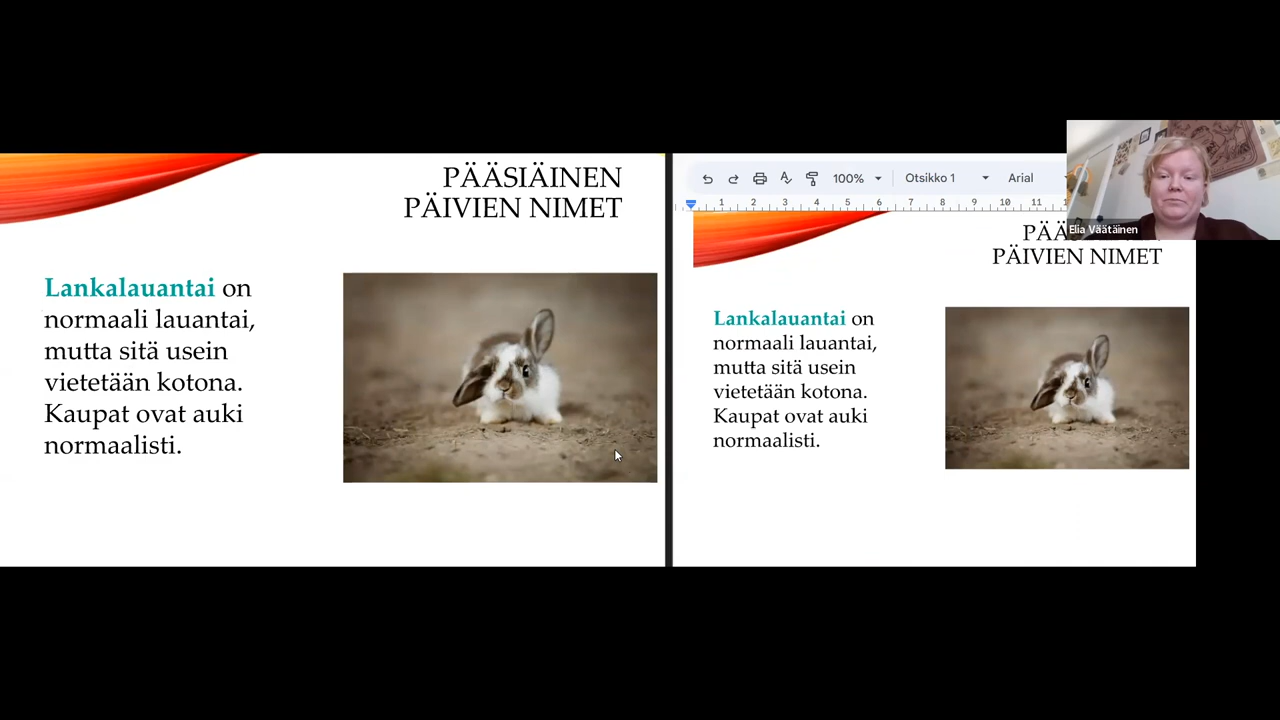 PÄÄSIÄINEN
PÄIVIEN NIMET
Lankalauantai on
normaali lauantai,
mutta sitä usein
vietetään kotona.
Kaupat ovat auki
normaalisti.
100%
Otsikko 1
Arial
1 2 3 4 5 6 7 8 9 10 11
Elia Väätäinen
PÄIVIEN NIMET
Lankalauantai on
normaali lauantai,
mutta sitä usein
vietetään kotona.
Kaupat ovat auki
normaalisti.